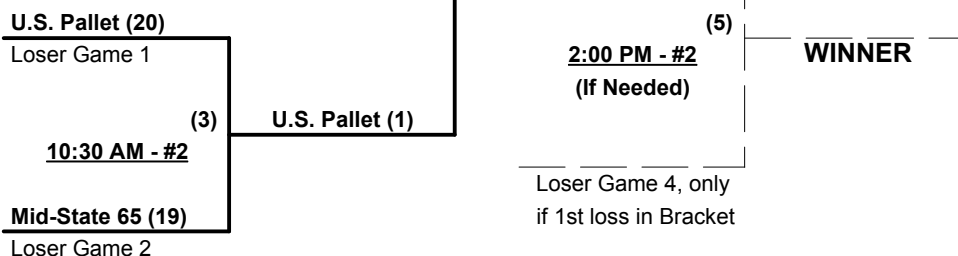 U.S. Pallet (20)
Loser Game 1
(3)
10:30 AM - #2
Mid-State 65 (19)
Loser Game 2
U.S. Pallet (1)
(5)
2:00 PM - #2
(If Needed)
WINNER
Loser Game 4, only
if 1st loss in Bracket